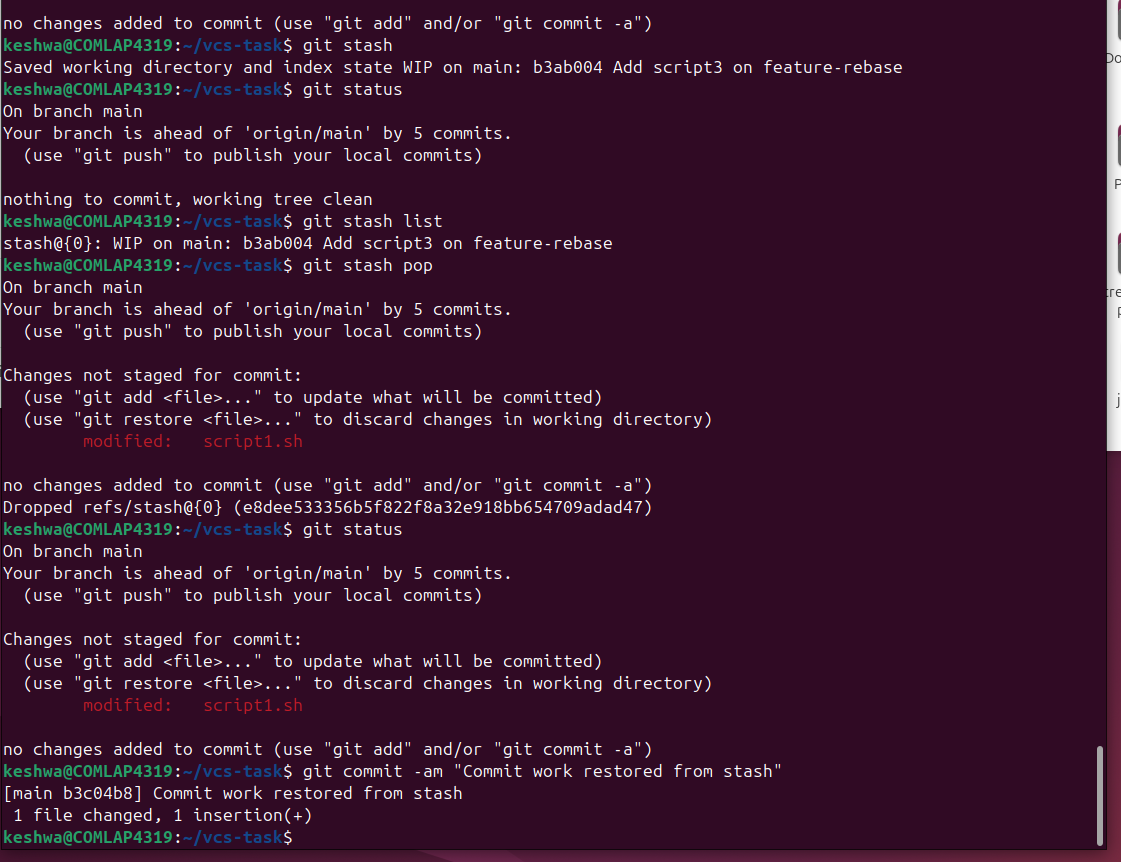 no changes added to commit (use "git add" and/or "git commit -a")
keshwa@COMLAP4319:~/vcs-task$ git stash
Saved working directory and index state WIP on main: b3ab004 Add script3 on feature-rebase
keshwa@COMLAP4319:~/vcs-task$ git status
On branch main
Your branch is ahead of 'origin/main' by 5 commits.
  (use "git push" to publish your local commits)

nothing to commit, working tree clean
keshwa@COMLAP4319:~/vcs-task$ git stash list
stash@{0}: WIP on main: b3ab004 Add script3 on feature-rebase
keshwa@COMLAP4319:~/vcs-task$ git stash pop
On branch main
Your branch is ahead of 'origin/main' by 5 commits.
  (use "git push" to publish your local commits)

Changes not staged for commit:
  (use "git add <file>..." to update what will be committed)
  (use "git restore <file>..." to discard changes in working directory)
        modified:   script1.sh

no changes added to commit (use "git add" and/or "git commit -a")
Dropped refs/stash@{0} (e8dee533356b5f822f8a32e918bb654709adad47)
keshwa@COMLAP4319:~/vcs-task$ git status
On branch main
Your branch is ahead of 'origin/main' by 5 commits.
  (use "git push" to publish your local commits)

Changes not staged for commit:
  (use "git add <file>..." to update what will be committed)
  (use "git restore <file>..." to discard changes in working directory)
        modified:   script1.sh

no changes added to commit (use "git add" and/or "git commit -a")
keshwa@COMLAP4319:~/vcs-task$ git commit -am "Commit work restored from stash"
[main b3c04b8] Commit work restored from stash
 1 file changed, 1 insertion(+)
keshwa@COMLAP4319:~/vcs-task$